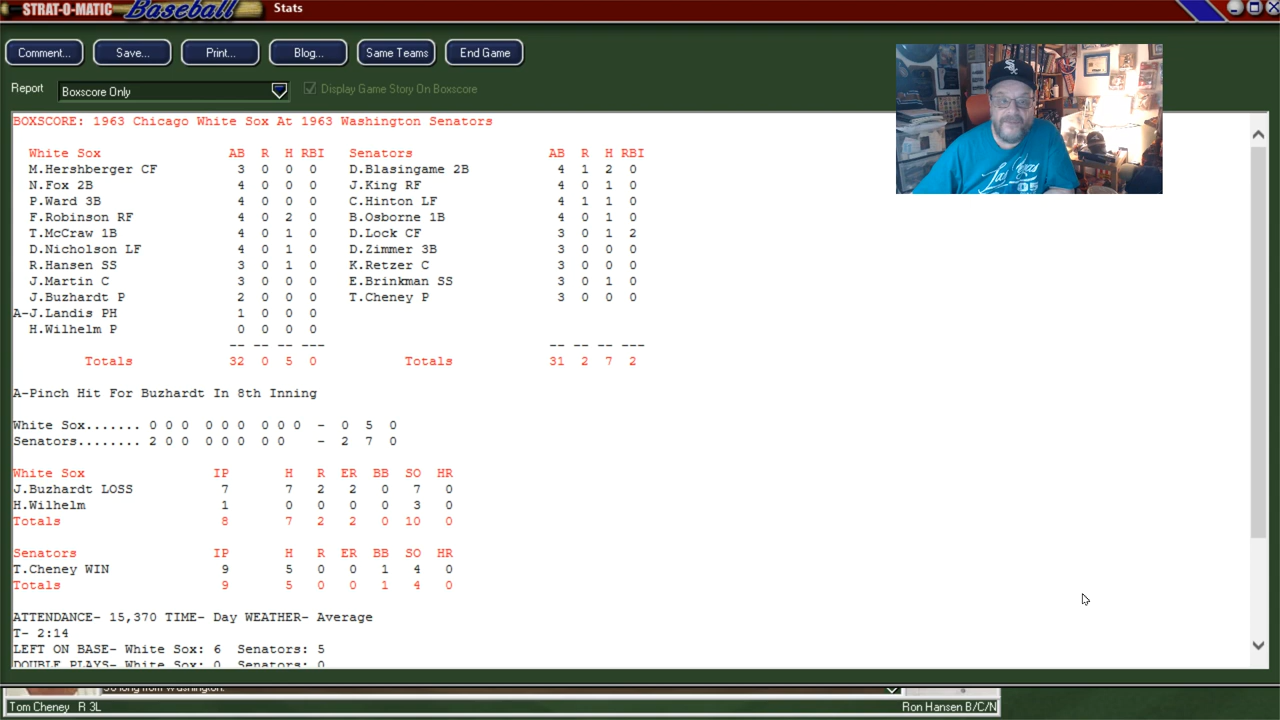 STRAT-O-MATIC Baseball Stats
Comment... Save... Print... Blog... Same Teams End Game
Report Boxscore Only Display Game Story On Boxscore
BOXSCORE: 1963 Chicago White Sox At 1963 Washington Senators
White Sox AB R H RBI Senators AB R H RBI
M.Hershberger CF 3 0 0 0 D.Blasingame 2B 4 1 2 0
N.Fox 2B 4 0 0 0 J.King RF 4 0 1 0
P.Ward 3B 4 0 0 0 C.Hinton LF 4 1 1 0
F.Robinson RF 4 0 2 0 B.Osborne 1B 4 0 1 0
T.McCraw 1B 4 0 1 0 D.Lock CF 3 0 1 2
D.Nicholson LF 4 0 1 0 D.Zimmer 3B 3 0 0 0
R.Hansen SS 3 0 1 0 K.Retzer C 3 0 0 0
J.Martin C 3 0 0 0 E.Brinkman SS 3 0 1 0
J.Buzhardt P 2 0 0 0 T.Cheney P 3 0 0 0
A-J.Landis PH 1 0 0 0
H.Wilhelm P 0 0 0 0
-- -- -- --- -- -- -- ---
Totals 32 0 5 0 Totals 31 2 7 2
A-Pinch Hit For Buzhardt In 8th Inning
White Sox....... 0 0 0 0 0 0 0 0 0 - 0 5 0
Senators........ 2 0 0 0 0 0 0 0 - 2 7 0
White Sox IP H R ER BB SO HR
J.Buzhardt LOSS 7 7 2 2 0 7 0
H.Wilhelm 1 0 0 0 0 3 0
Totals 8 7 2 2 0 10 0
Senators IP H R ER BB SO HR
T.Cheney WIN 9 5 0 0 1 4 0
Totals 9 5 0 0 1 4 0
ATTENDANCE- 15,370 TIME- Day WEATHER- Average
T- 2:14
LEFT ON BASE- White Sox: 6 Senators: 5
DOUBLE PLAYS- White Sox: 0 Senators: 0
So long from Washington.
Tom Cheney R 3L Ron Hansen B/C/N